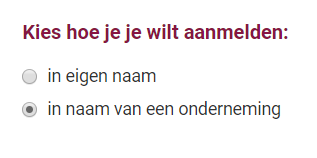 Kies hoe je je wilt aanmelden:
in eigen naam
in naam van een onderneming